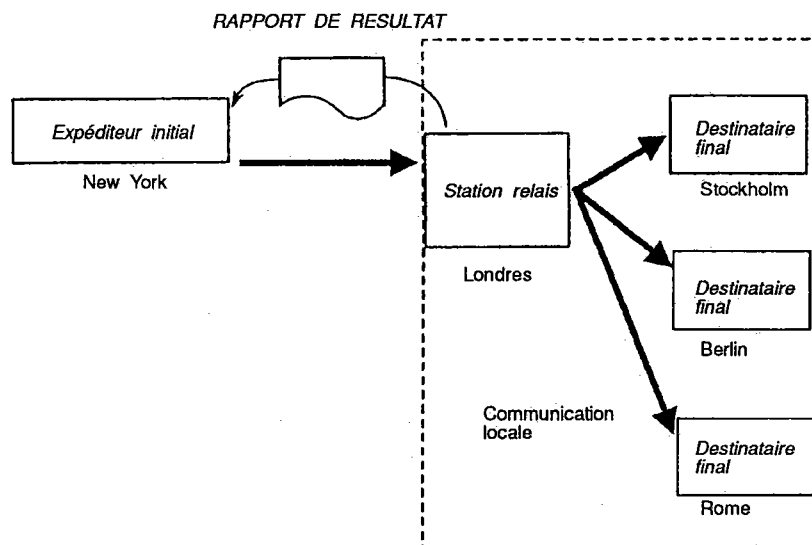 RAPPORT DE RESULTAT
Expéditeur initial
New York
Station relais
Londres
Destinataire
final
Stockholm
Destinataire
final
Berlin
Communication
locale
Destinataire
final
Rome